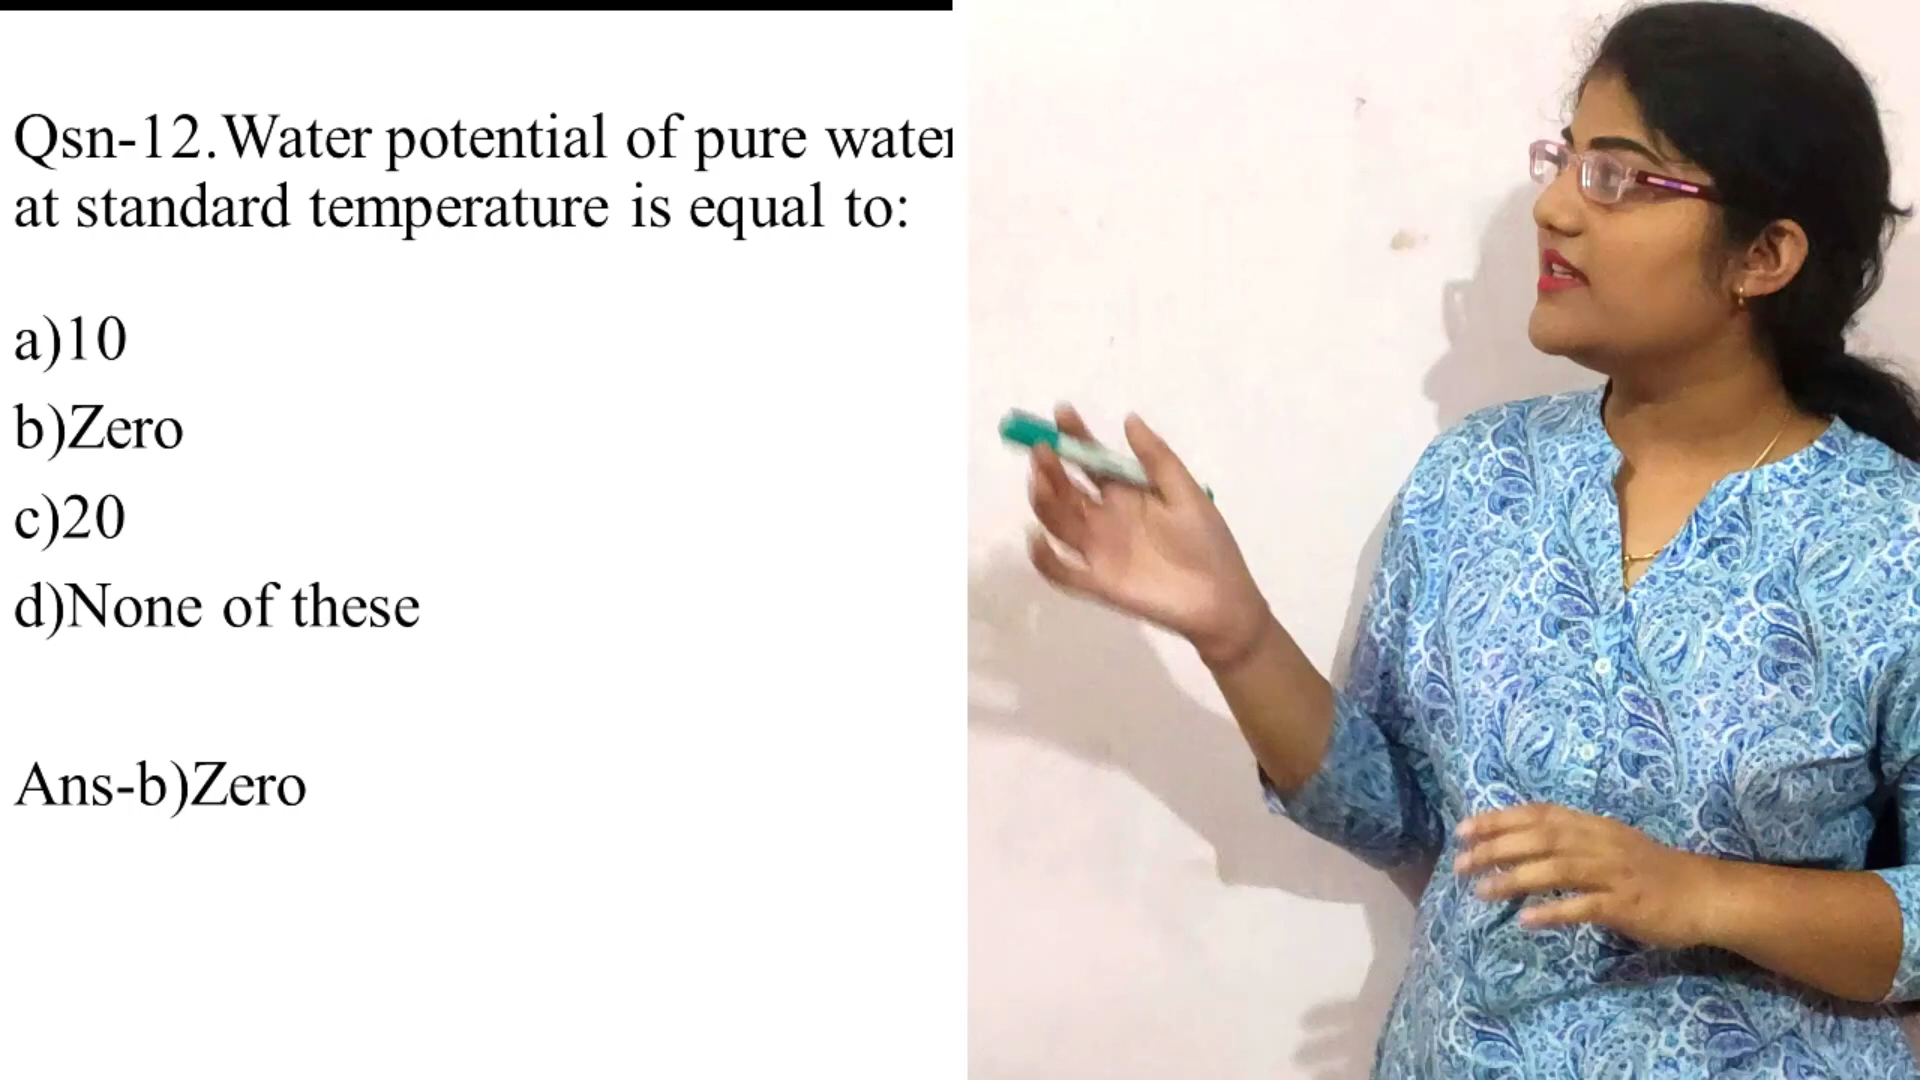 Qsn-12.Water potential of pure water
at standard temperature is equal to:
a)10
b)Zero
c)20
d)None of these
Ans-b)Zero